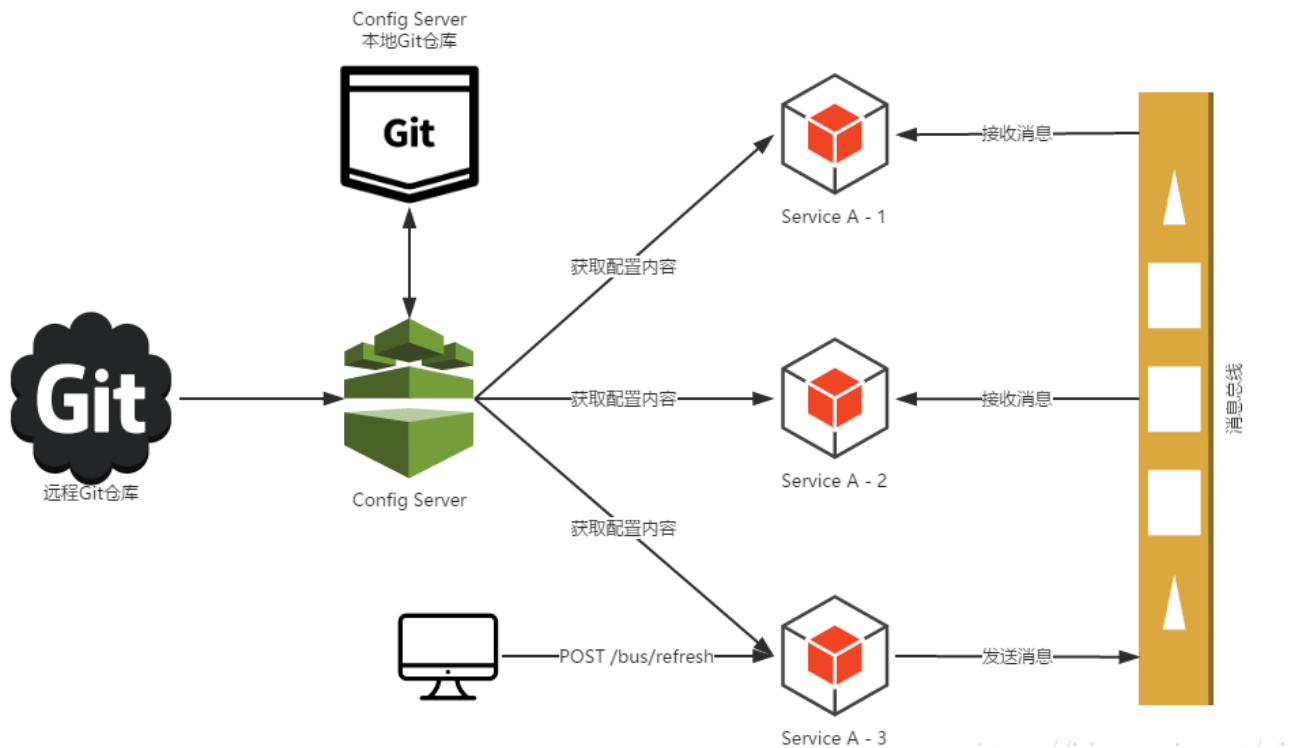 Config Server
本地Git仓库
Git
接收消息
Service A - 1
获取配置内容
Git
远程Git仓库
Config Server
获取配置内容
接收消息
Service A - 2
消息总线
获取配置内容
POST /bus/refresh
发送消息
Service A - 3